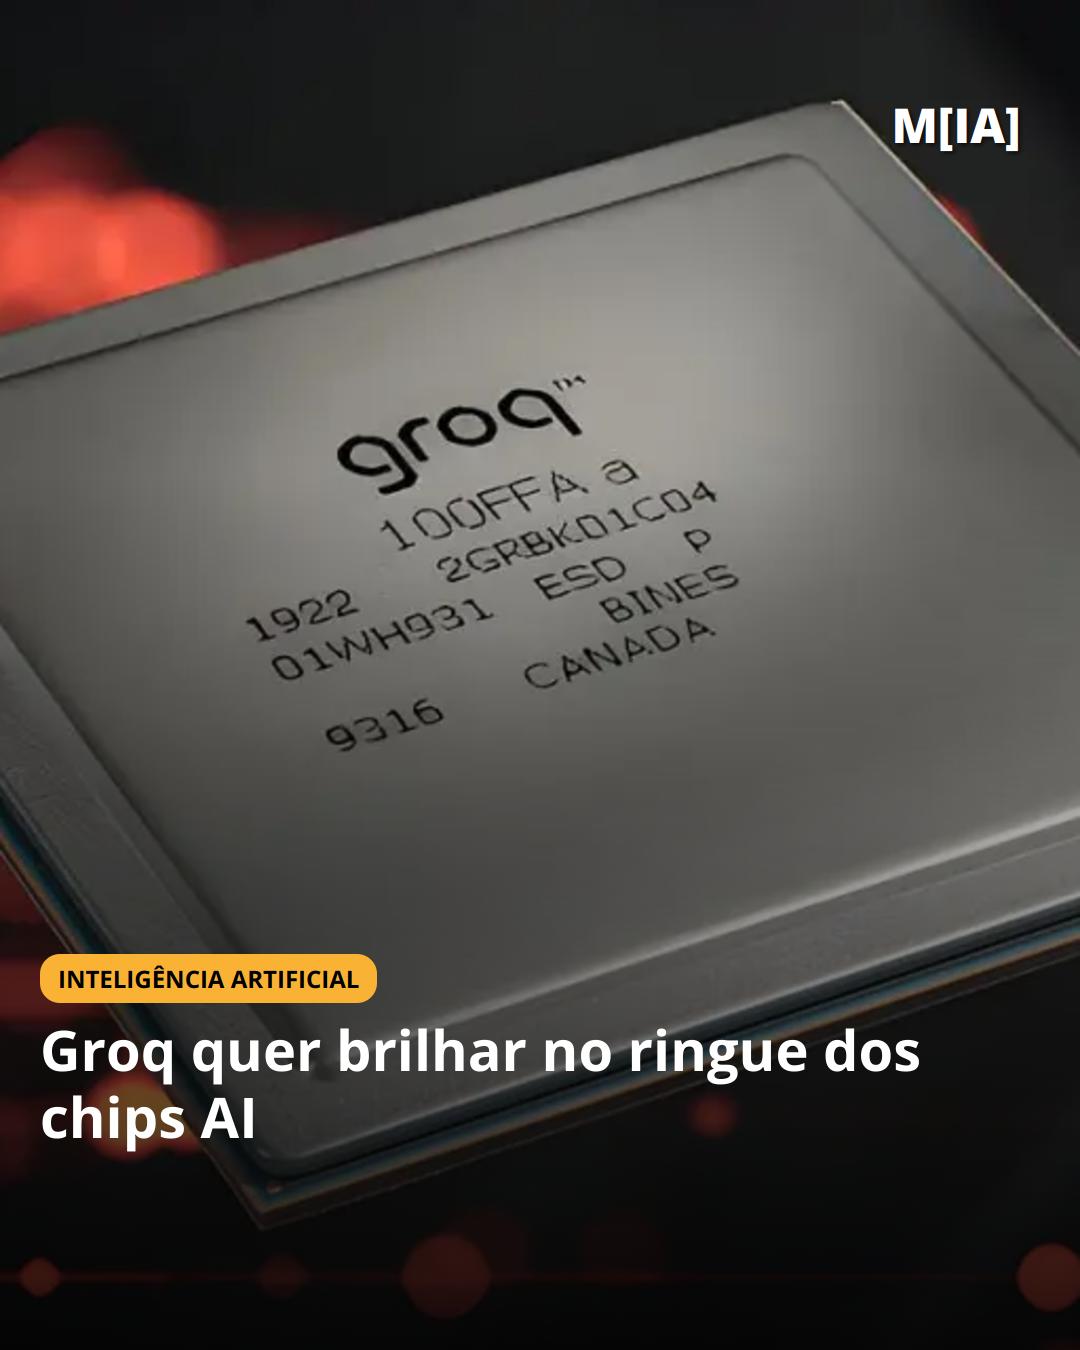 M[IA]
groq™
100FFA a
2GRBK01C04
1922
01WH931 ESD P
BINES
CANADA
9316
INTELIGÊNCIA ARTIFICIAL
Groq quer brilhar no ringue dos
chips AI